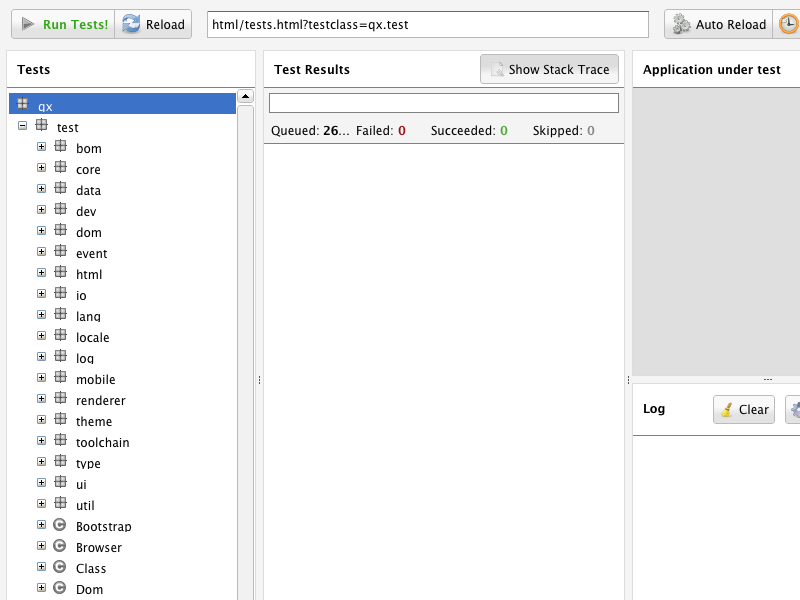 Run Tests! Reload html/tests.html?testclass=qx.test Auto Reload
Tests
qx
test
bom
core
data
dev
dom
event
html
io
lang
locale
log
mobile
renderer
theme
toolchain
type
ui
util
Bootstrap
Browser
Class
Dom
Test Results Show Stack Trace
Queued: 26... Failed: 0 Succeeded: 0 Skipped: 0
Application under test
Log Clear